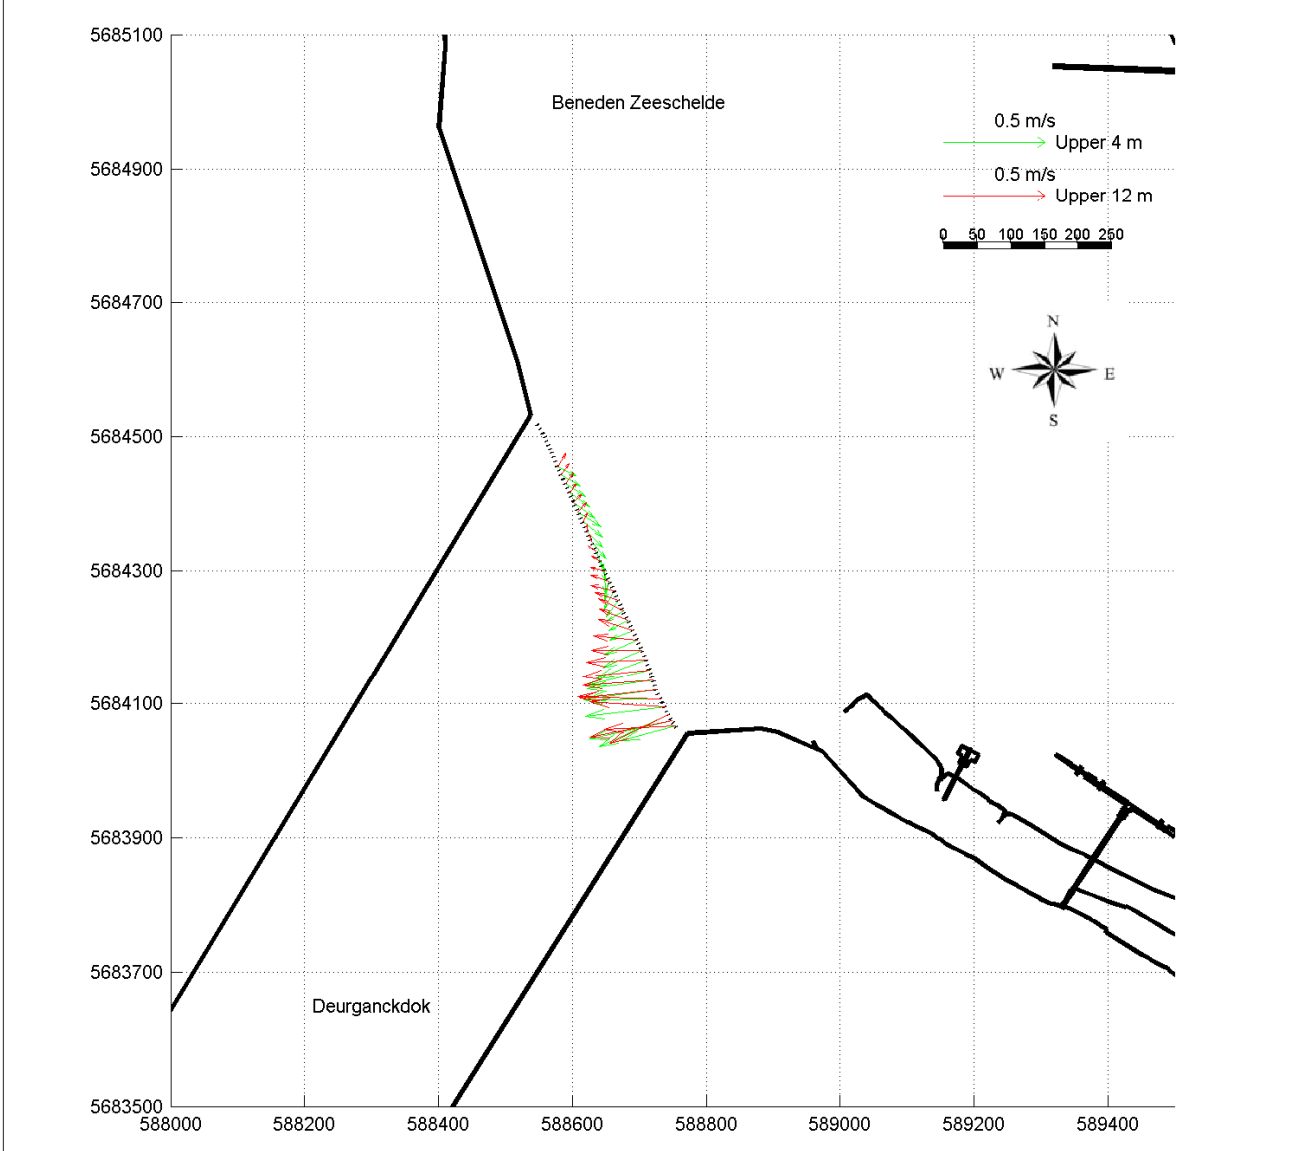 5685100
Beneden Zeeschelde
0.5 m/s
Upper 4 m
5684900
0.5 m/s
Upper 12 m
0 50 100 150 200 250
5684700
N
W E
S
5684500
5684300
5684100
5683900
5683700
Deurganckdok
5683500
588000 588200 588400 588600 588800 589000 589200 589400